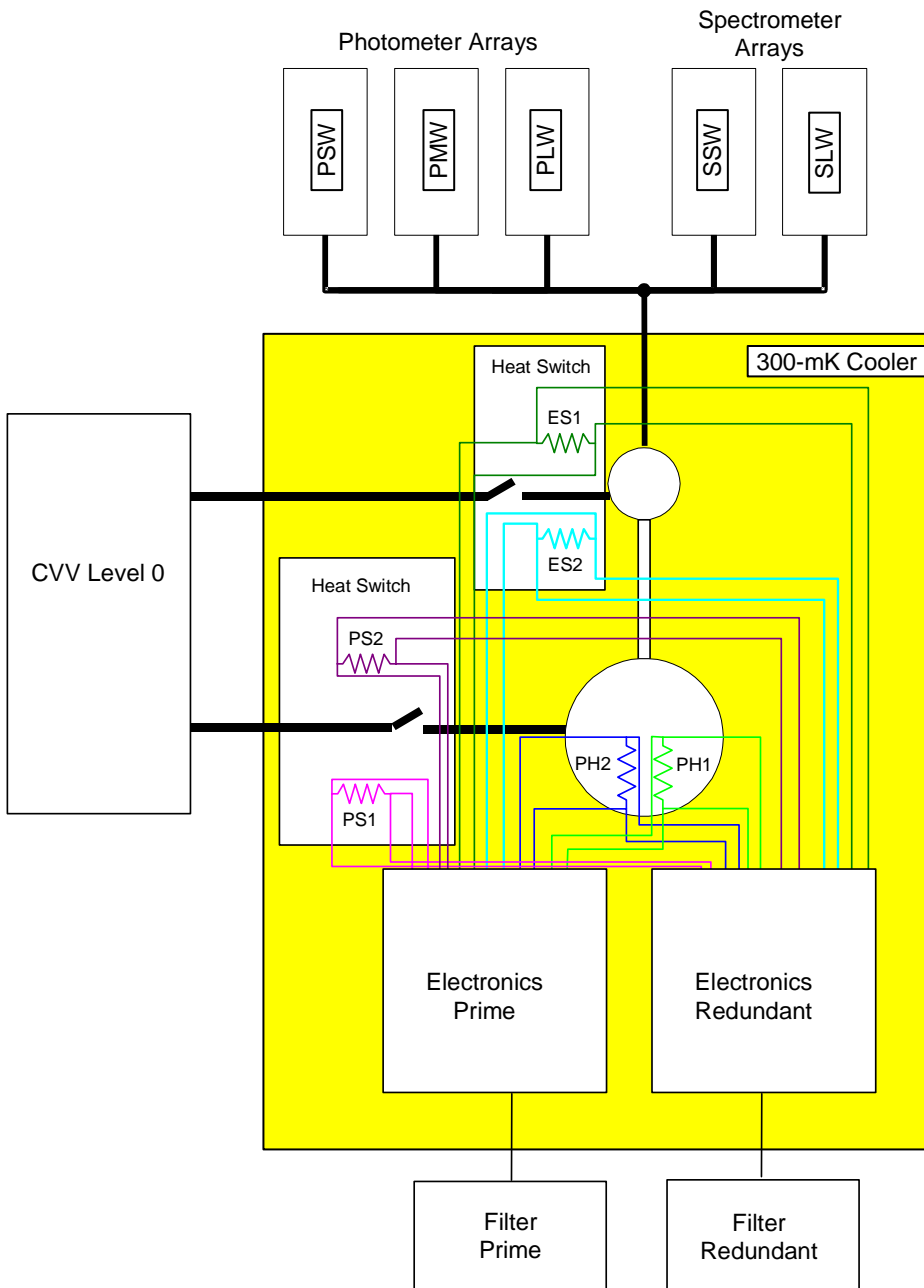 Photometer Arrays
Spectrometer
Arrays
PSW
PMW
PLW
SSW
SLW
300-mK Cooler
Heat Switch
ES1
CVV Level 0
ES2
Heat Switch
PS2
PH2
PH1
PS1
Electronics
Prime
Electronics
Redundant
Filter
Prime
Filter
Redundant